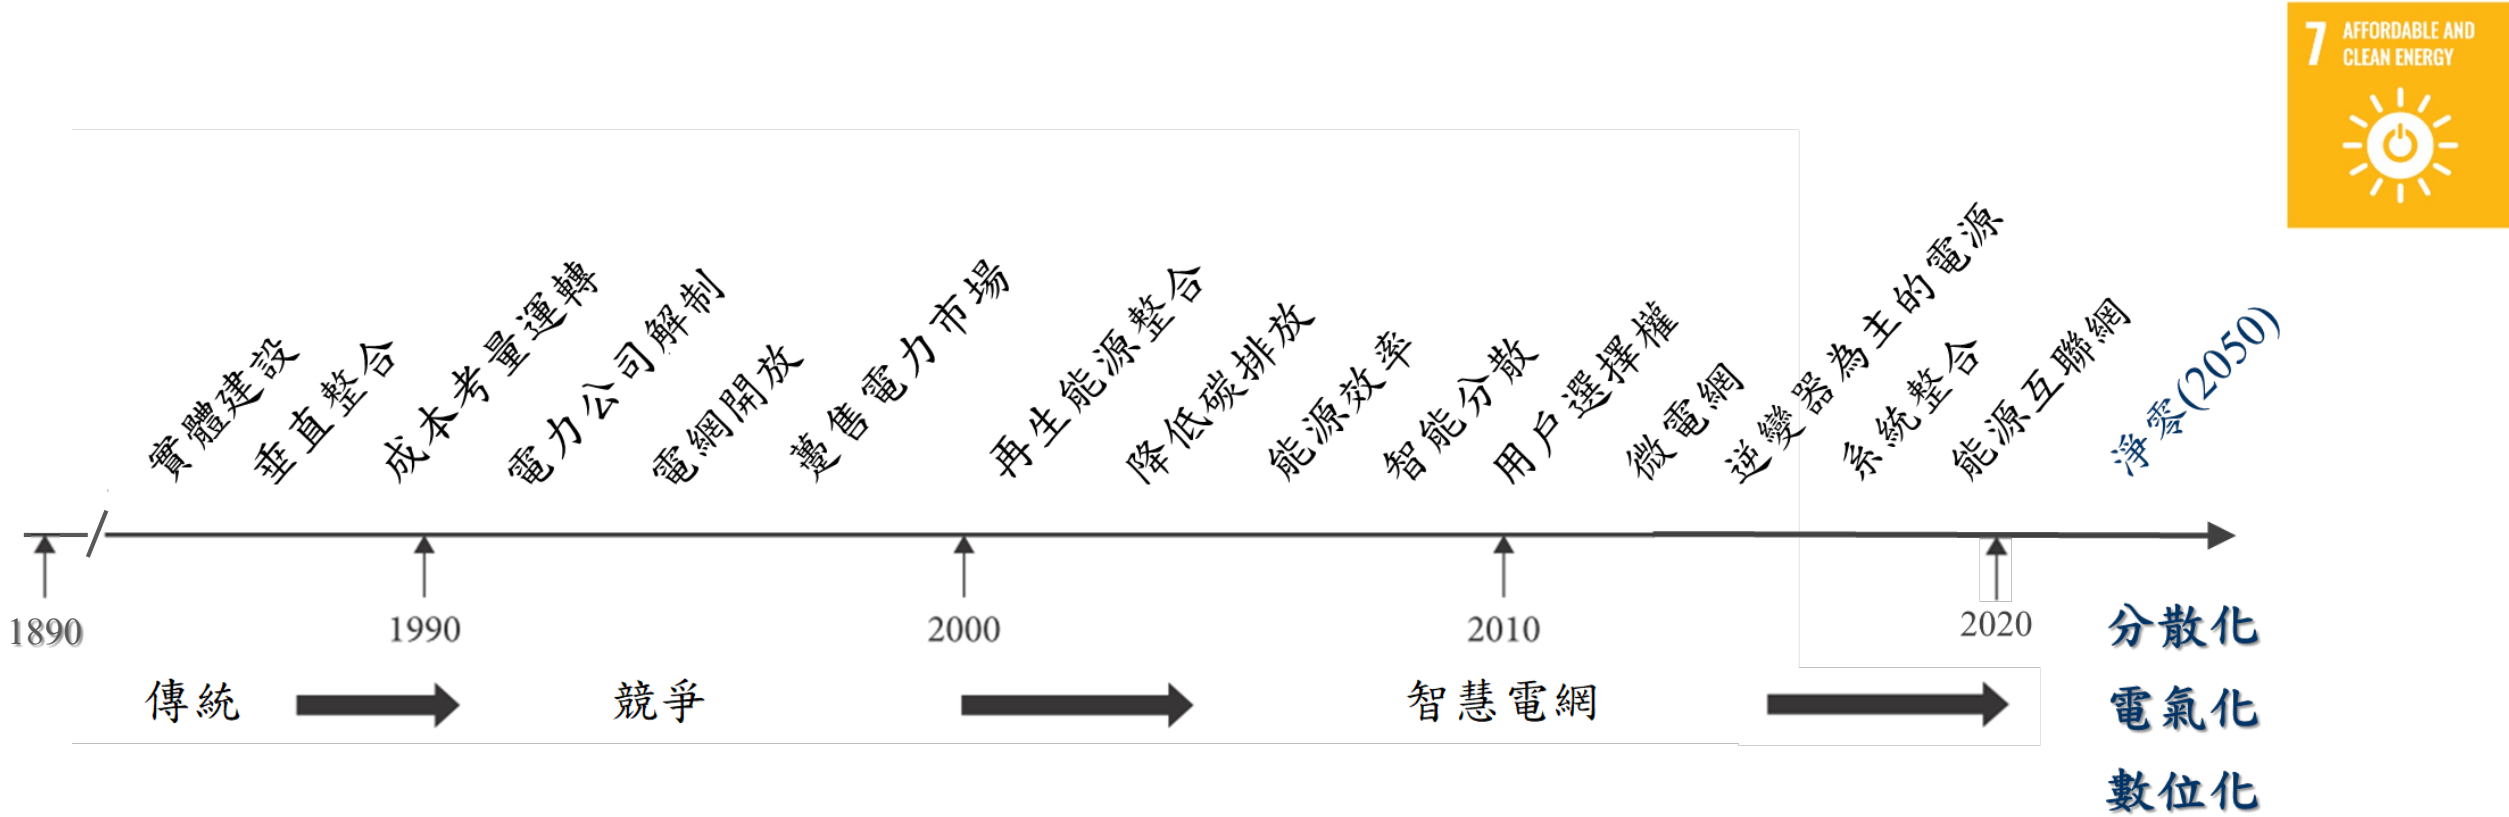 7 AFFORDABLE AND
CLEAN ENERGY
實體建設
垂直整合
成本考量運轉
電力公司解制
電網開放
躉售電力市場
再生能源整合
降低碳排放
能源效率
智能分散
用戶選擇權
微電網
逆變器為主的電源
系統整合
能源互聯網
淨零(2050)
1890
1990
2000
2010
2020
傳統
競爭
智慧電網
分散化
電氣化
數位化